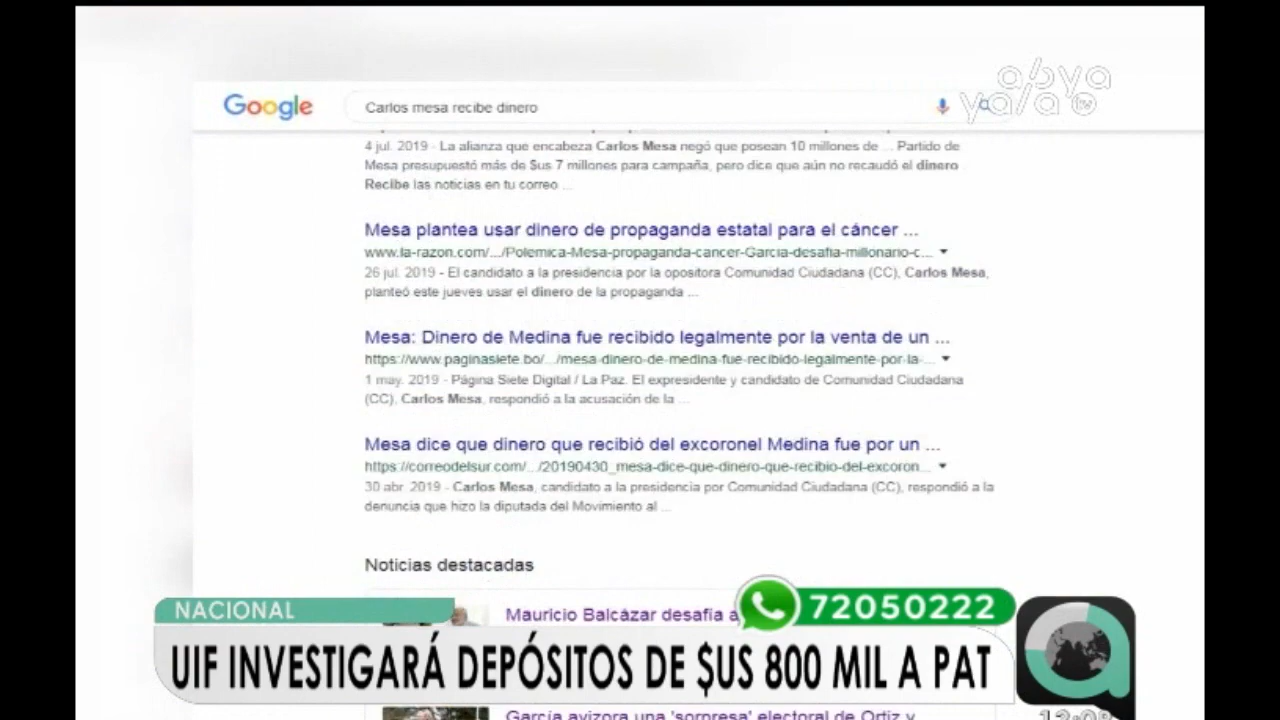 abya
yala tv
Google
Carlos mesa recibe dinero
4 jul. 2019 - La alianza que encabeza Carlos Mesa negó que posean 10 millones de ... Partido de
Mesa presupuestó más de $us 7 millones para campaña, pero dice que aún no recaudó el dinero
Recibe las noticias en tu correo ...
Mesa plantea usar dinero de propaganda estatal para el cáncer ...
www.la-razon.com/.../Polemica-Mesa-propaganda-cancer-Garcia-desafia-millonario-c...
26 jul. 2019 - El candidato a la presidencia por la opositora Comunidad Ciudadana (CC), Carlos Mesa,
planteó este jueves usar el dinero de la propaganda ...
Mesa: Dinero de Medina fue recibido legalmente por la venta de un ...
https://www.paginasiete.bo/.../mesa-dinero-de-medina-fue-recibido-legalmente-por-la-...
1 may. 2019 - Página Siete Digital / La Paz. El expresidente y candidato de Comunidad Ciudadana
(CC), Carlos Mesa, respondió a la acusación de la ...
Mesa dice que dinero que recibió del excoronel Medina fue por un ...
https://correodelsur.com/.../20190430_mesa-dice-que-dinero-que-recibio-del-excoron...
30 abr. 2019 - Carlos Mesa, candidato a la presidencia por Comunidad Ciudadana (CC), respondió a la
denuncia que hizo la diputada del Movimiento al ...
Noticias destacadas
NACIONAL
Mauricio Balcázar desafía a
72050222
UIF INVESTIGARÁ DEPÓSITOS DE $US 800 MIL A PAT
García avizora una 'sorpresa' electoral de Ortiz y
12:08